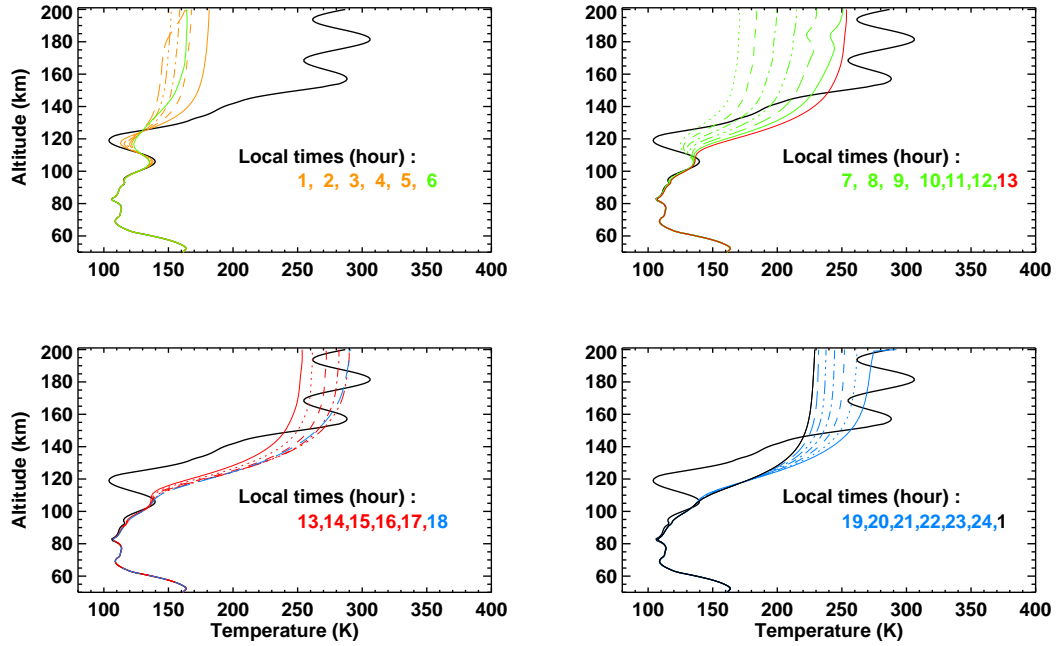 200
180
160
140
120
100
80
60
Altitude (km)
Local times (hour) :
1, 2, 3, 4, 5, 6
100 150 200 250 300 350 400
200
180
160
140
120
100
80
60
Local times (hour) :
7, 8, 9, 10,11,12,13
100 150 200 250 300 350 400
200
180
160
140
120
100
80
60
Altitude (km)
Local times (hour) :
13,14,15,16,17,18
100 150 200 250 300 350 400
Temperature (K)
200
180
160
140
120
100
80
60
Local times (hour) :
19,20,21,22,23,24,1
100 150 200 250 300 350 400
Temperature (K)